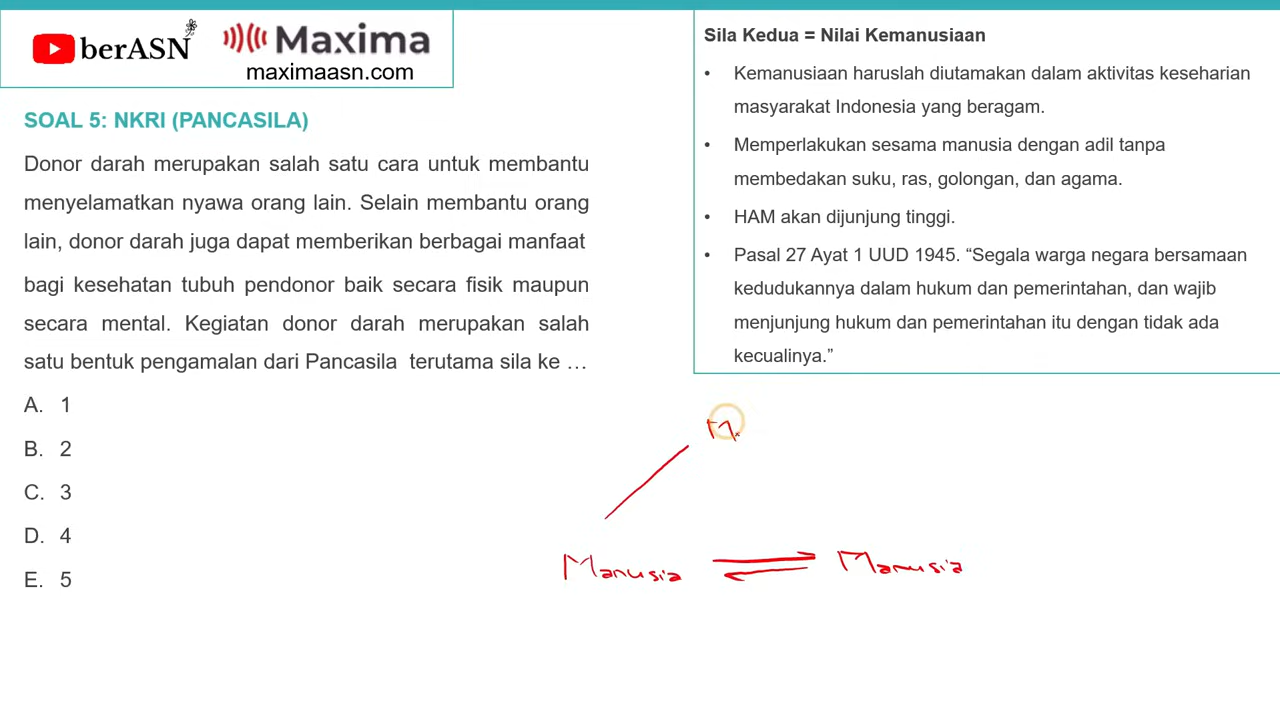 berASN
Maxima
maximaasn.com
SOAL 5: NKRI (PANCASILA)
Donor darah merupakan salah satu cara untuk membantu
menyelamatkan nyawa orang lain. Selain membantu orang
lain, donor darah juga dapat memberikan berbagai manfaat
bagi kesehatan tubuh pendonor baik secara fisik maupun
secara mental. Kegiatan donor darah merupakan salah
satu bentuk pengamalan dari Pancasila terutama sila ke …
A. 1
B. 2
C. 3
D. 4
E. 5
Sila Kedua = Nilai Kemanusiaan
• Kemanusiaan haruslah diutamakan dalam aktivitas keseharian
masyarakat Indonesia yang beragam.
• Memperlakukan sesama manusia dengan adil tanpa
membedakan suku, ras, golongan, dan agama.
• HAM akan dijunjung tinggi.
• Pasal 27 Ayat 1 UUD 1945. “Segala warga negara bersamaan
kedudukannya dalam hukum dan pemerintahan, dan wajib
menjunjung hukum dan pemerintahan itu dengan tidak ada
kecualinya.”
Manusia Manusia